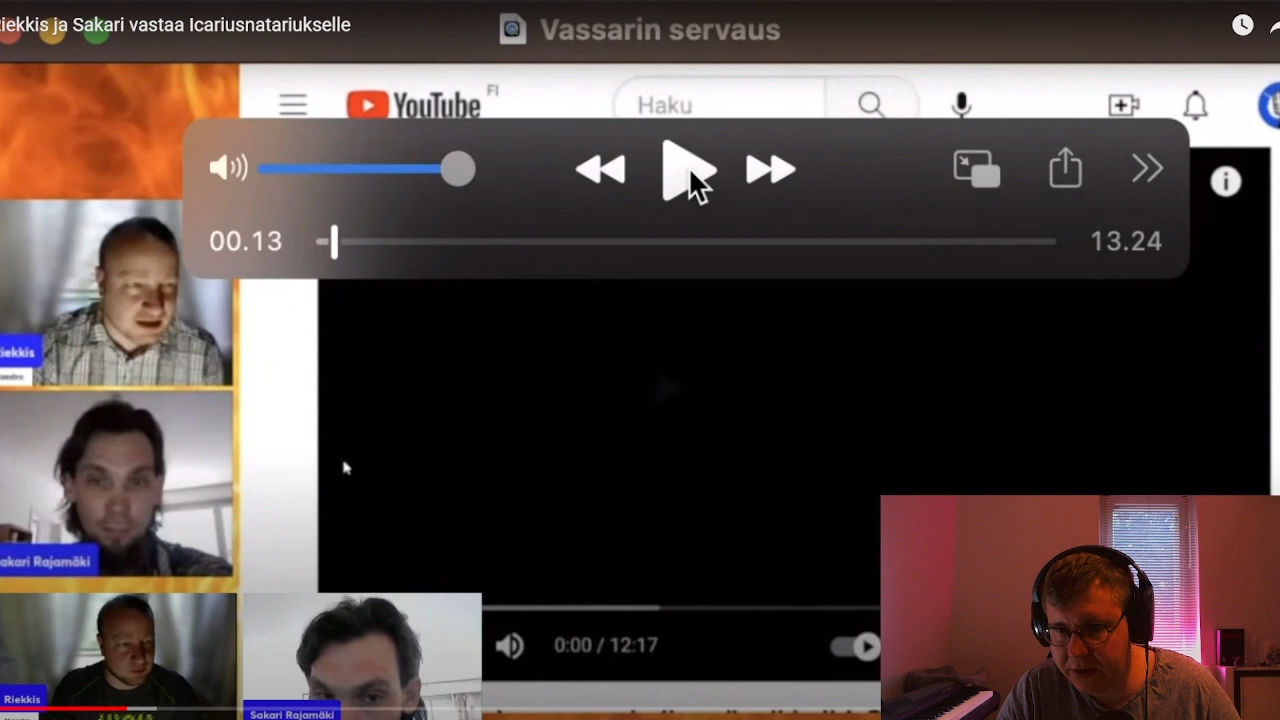 iekkis ja Sakari vastaa Icariusnatariukselle
Vassarin servaus
YouTube FI
Haku
00.13
13.24
iekkis
Sakari Rajamäki
0:00 / 12:17
Riekkis
Sakari Rajamäki